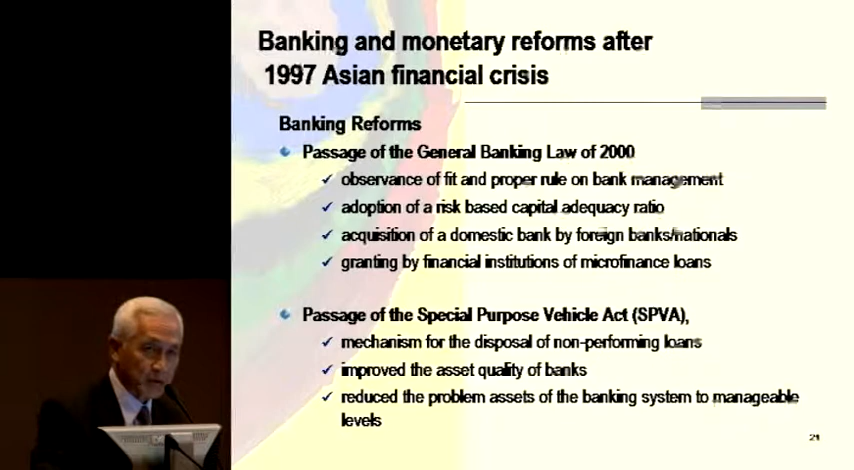 Banking and monetary reforms after
1997 Asian financial crisis
Banking Reforms
Passage of the General Banking Law of 2000
✓ observance of fit and proper rule on bank management
✓ adoption of a risk based capital adequacy ratio
✓ acquisition of a domestic bank by foreign banks/nationals
✓ granting by financial institutions of microfinance loans
Passage of the Special Purpose Vehicle Act (SPVA),
✓ mechanism for the disposal of non-performing loans
✓ improved the asset quality of banks
✓ reduced the problem assets of the banking system to manageable
levels
21